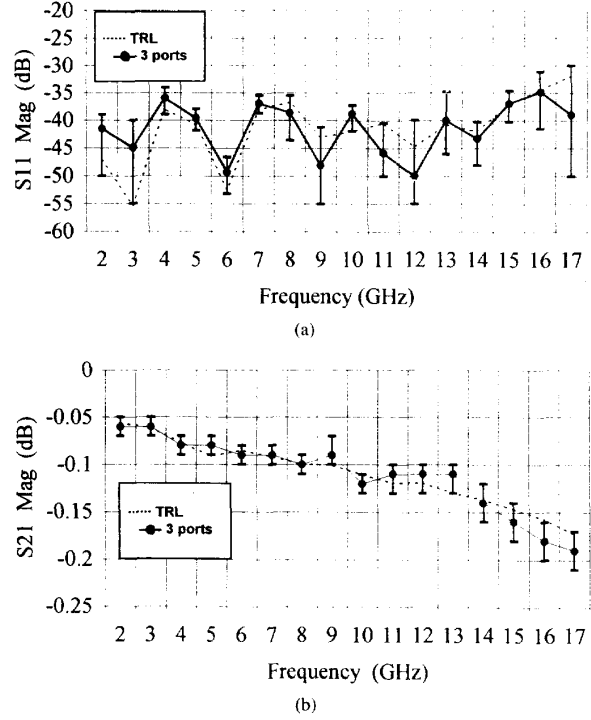 -20
-25
-30
-35
-40
-45
-50
-55
-60
S11 Mag (dB)
TRL
3 ports
2 3 4 5 6 7 8 9 10 11 12 13 14 15 16 17
Frequency (GHz)
(a)
0
-0.05
-0.1
-0.15
-0.2
-0.25
S21 Mag (dB)
TRL
3 ports
2 3 4 5 6 7 8 9 10 11 12 13 14 15 16 17
Frequency (GHz)
(b)